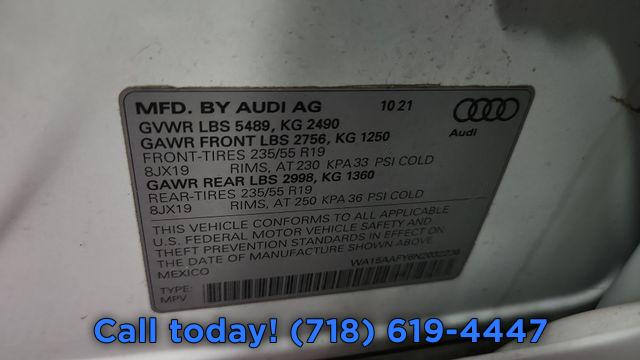 MFD. BY AUDI AG 10 21
GVWR LBS 5489, KG 2490
GAWR FRONT LBS 2756, KG 1250
FRONT-TIRES 235/55 R19
8JX19 RIMS, AT 230 KPA 33 PSI COLD
GAWR REAR LBS 2998, KG 1360
REAR-TIRES 235/55 R19
8JX19 RIMS, AT 250 KPA 36 PSI COLD
Audi
THIS VEHICLE CONFORMS TO ALL APPLICABLE
U.S. FEDERAL MOTOR VEHICLE SAFETY AND
THEFT PREVENTION STANDARDS IN EFFECT ON
THE DATE OF MANUFACTURE SHOWN ABOVE.
MEXICO
TYPE:
MPV
Call today! (718) 619-4447